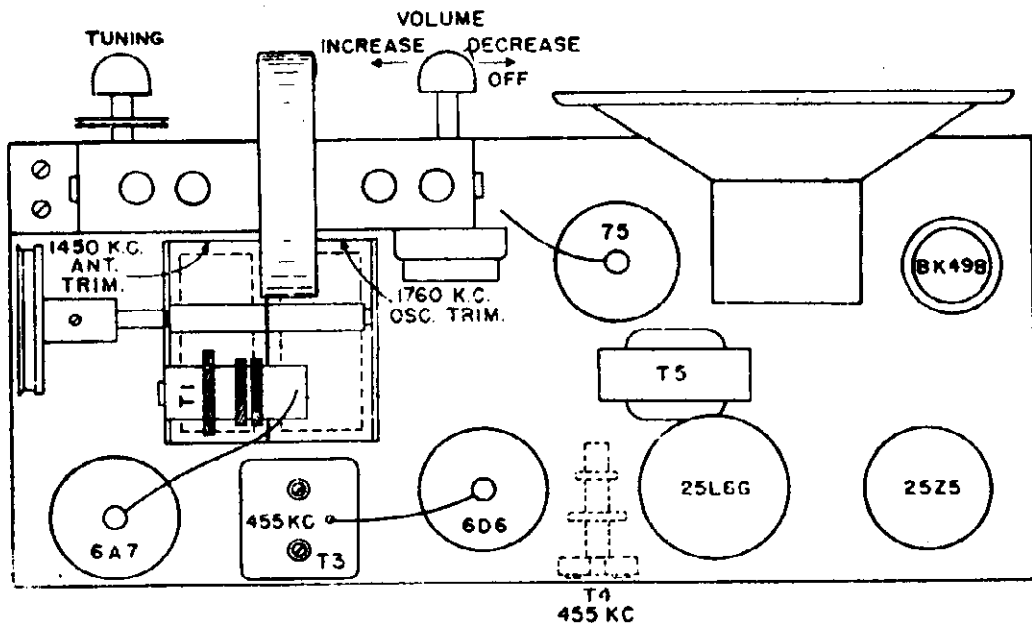 VOLUME
TUNING
INCREASE DECREASE
OFF
1450 K.C.
ANT.
TRIM.
1760 K.C.
OSC. TRIM.
75
BK49B
T1
T5
6A7
455KC
T3
6D6
25L6G
25Z5
T4
455 KC